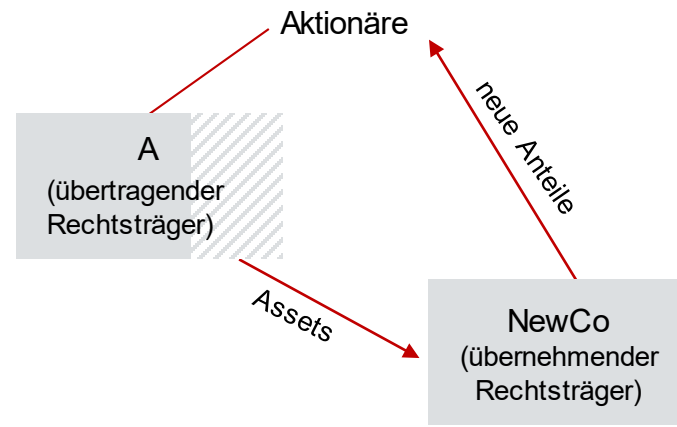 Aktionäre
neue Anteile
A
(übertragender
Rechtsträger)
Assets
NewCo
(übernehmender
Rechtsträger)